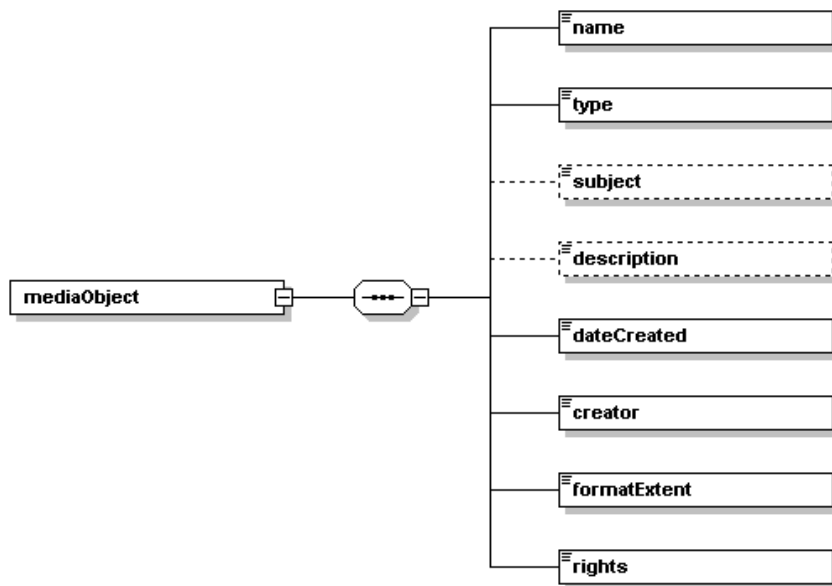 name
type
subject
description
mediaObject
dateCreated
creator
formatExtent
rights